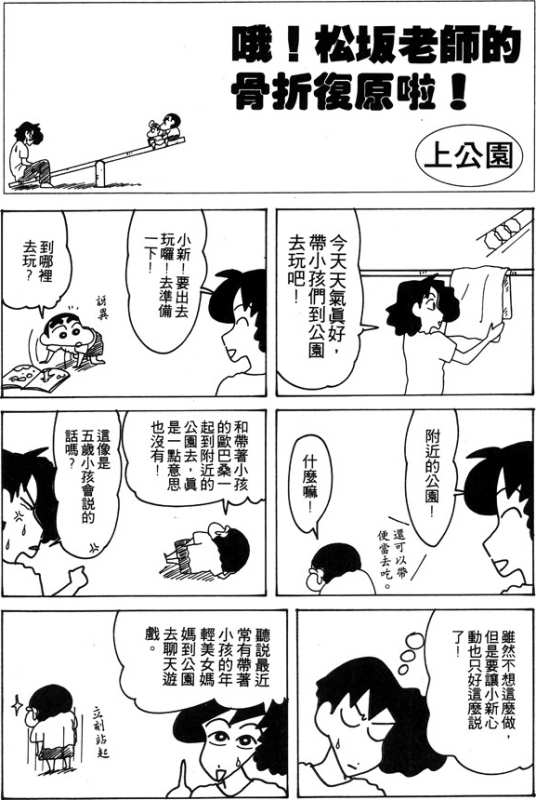 哦！松坂老師的
骨折復原啦！
上公園
今天天氣真好，
帶小孩們到公園
去玩吧！
小新！要出去
玩囉！去準備
一下！
到哪裡
去玩？
訝異
附近的公園！
還可以帶
便當去吃。
什麼嘛！
和帶著小孩
的歐巴桑一
起到附近的
公園去，真
是一點意思
也沒有！
這像是
五歲小孩會說的
話嗎？
雖然不想這麼做，
但是要讓小新心
動也只好這麼說
了！
聽說最近
常有帶著
小孩的年
輕美女媽
媽到公園
去聊天遊
戲。
立刻站起